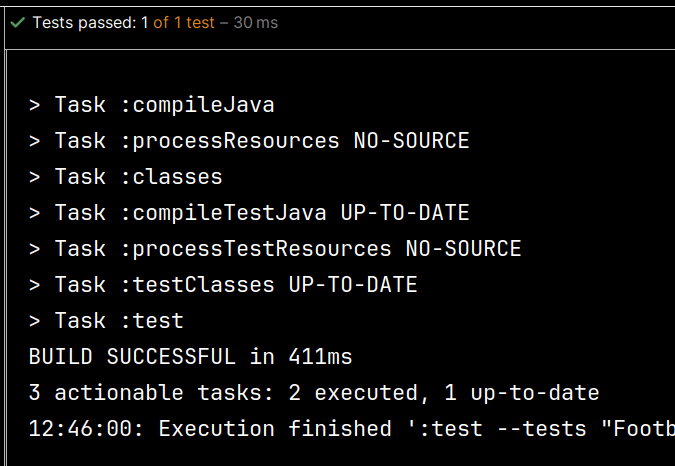 Tests passed: 1 of 1 test – 30 ms
> Task :compileJava
> Task :processResources NO-SOURCE
> Task :classes
> Task :compileTestJava UP-TO-DATE
> Task :processTestResources NO-SOURCE
> Task :testClasses UP-TO-DATE
> Task :test
BUILD SUCCESSFUL in 411ms
3 actionable tasks: 2 executed, 1 up-to-date
12:46:00: Execution finished ':test --tests "Footb